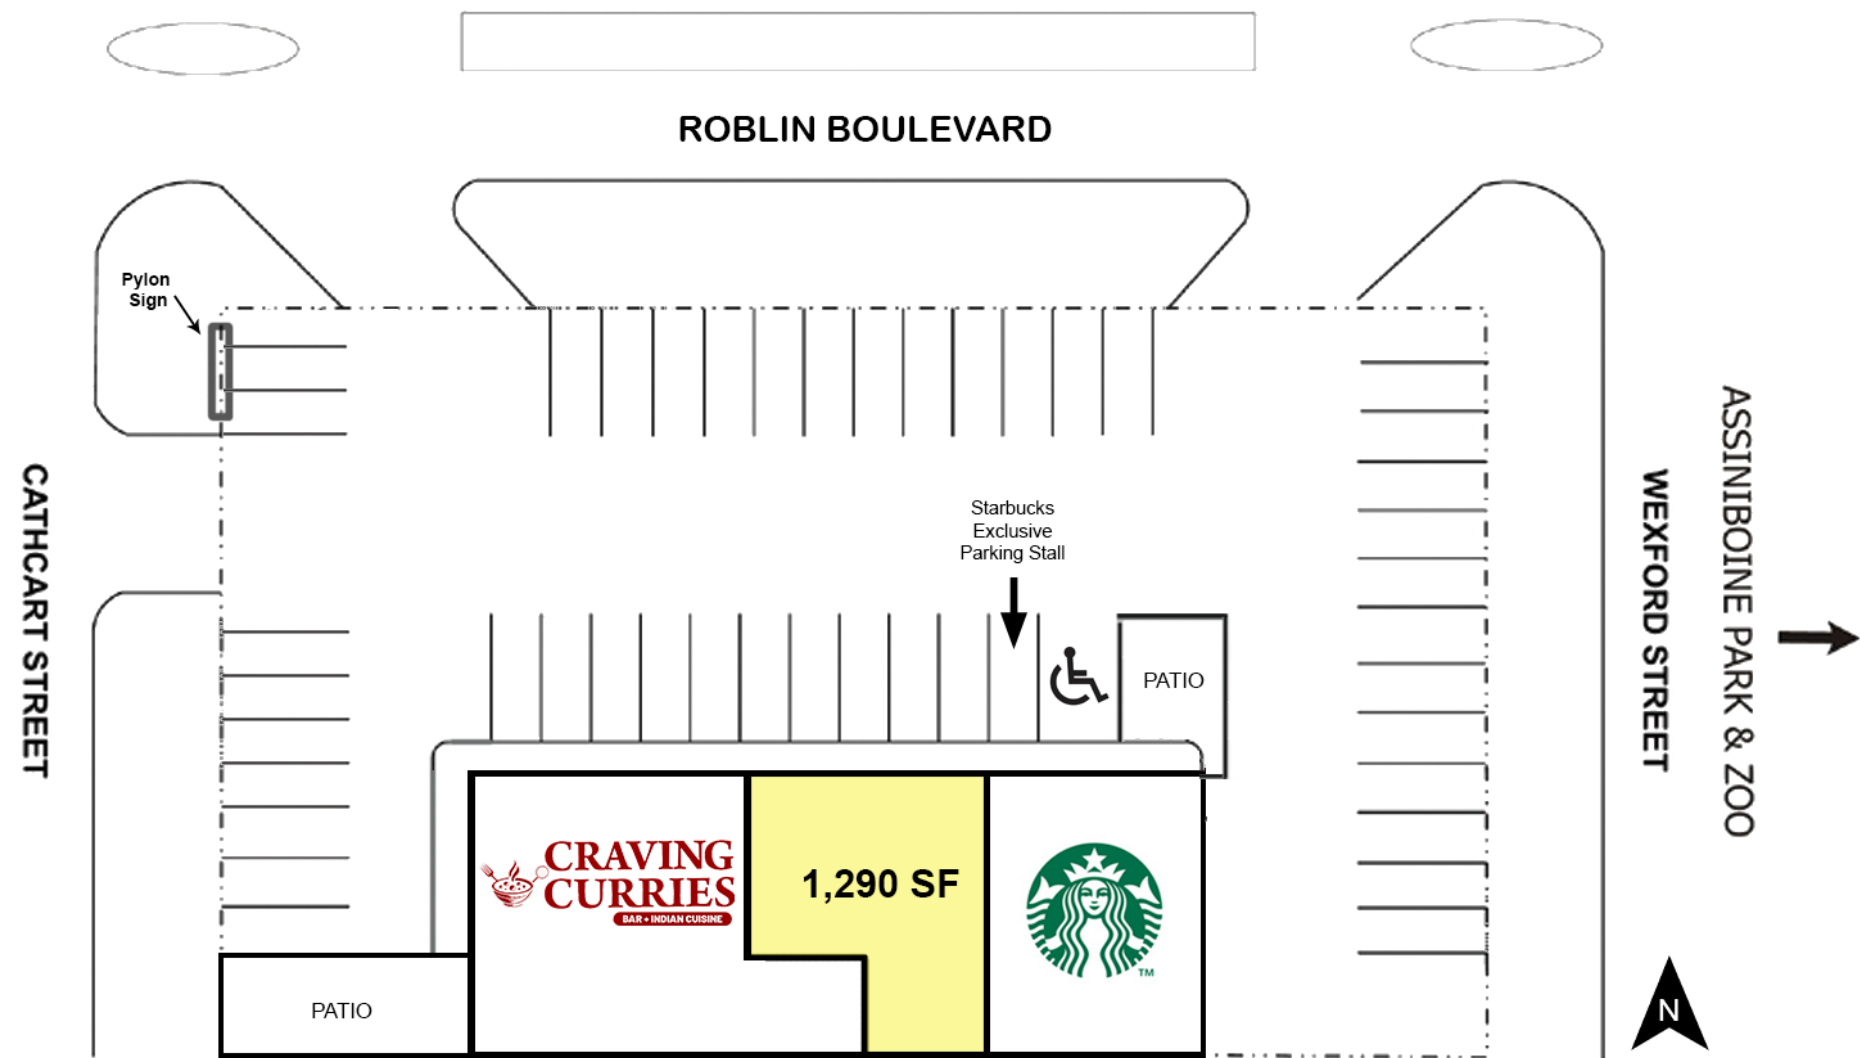 ROBLIN BOULEVARD
Pylon
Sign
CATHCART STREET
Starbucks
Exclusive
Parking Stall
PATIO
WEXFORD STREET
ASSINIBOINE PARK & ZOO
CRAVING
CURRIES
BAR • INDIAN CUISINE
1,290 SF
TM
PATIO
N